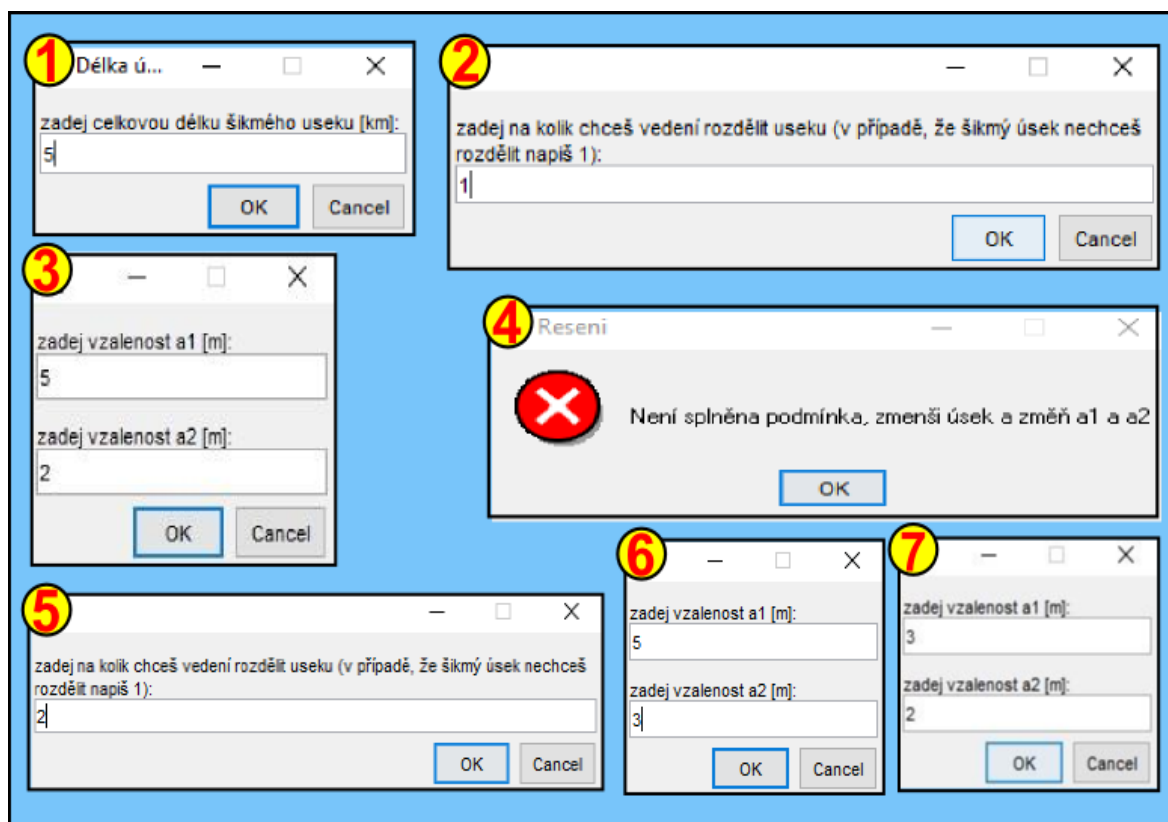 1
Délka ú...
zadej celkovou délku šikmého useku [km]:
5
OK
Cancel
2
zadej na kolik chceš vedení rozdělit useku (v případě, že šikmý úsek nechceš
rozdělit napiš 1):
1
OK
Cancel
3
zadej vzalenost a1 [m]:
5
zadej vzalenost a2 [m]:
2
OK
Cancel
4
Reseni
Není splněna podmínka, zmenši úsek a změň a1 a a2
OK
5
zadej na kolik chceš vedení rozdělit useku (v případě, že šikmý úsek nechceš
rozdělit napiš 1):
2
OK
Cancel
6
zadej vzalenost a1 [m]:
5
zadej vzalenost a2 [m]:
3
OK
Cancel
7
zadej vzalenost a1 [m]:
3
zadej vzalenost a2 [m]:
2
OK
Cancel